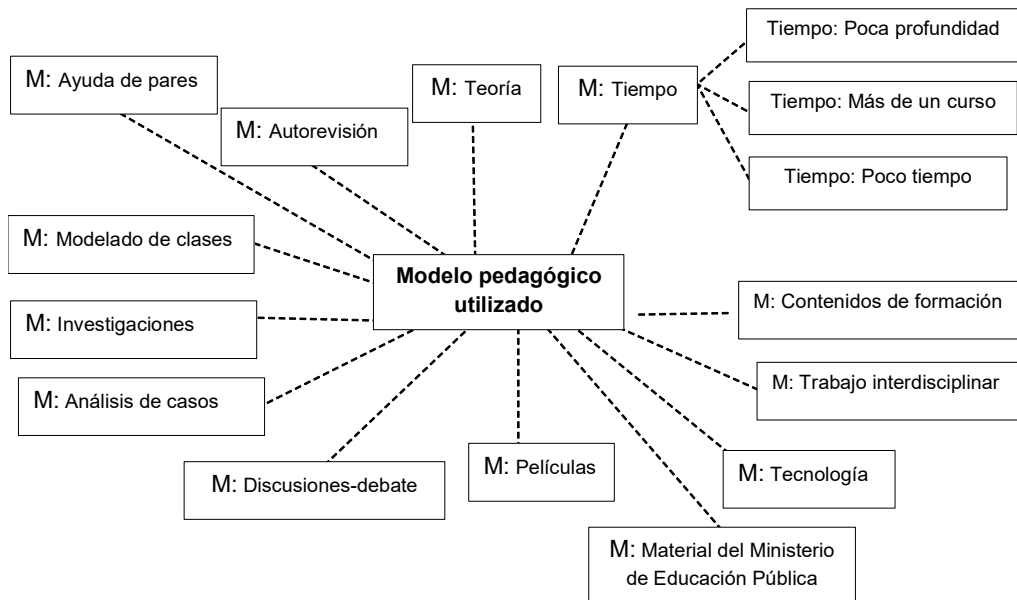 Tiempo: Poca profundidad
M: Ayuda de pares
M: Teoría
M: Tiempo
Tiempo: Más de un curso
M: Autorevisión
Tiempo: Poco tiempo
M: Modelado de clases
Modelo pedagógico
utilizado
M: Contenidos de formación
M: Investigaciones
M: Trabajo interdisciplinar
M: Análisis de casos
M: Películas
M: Tecnología
M: Discusiones-debate
M: Material del Ministerio
de Educación Pública